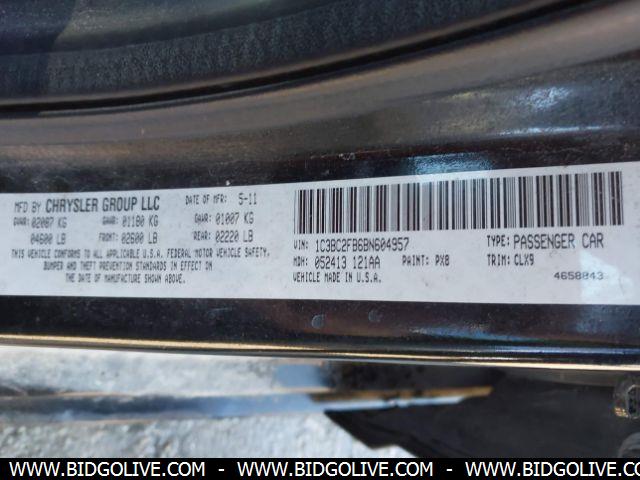 MFD BY CHRYSLER GROUP LLC DATE OF MFR: 5-11
GVWR: 02087 KG GAWR: 01180 KG GAWR: 01007 KG
04600 LB FRONT: 02600 LB REAR: 02220 LB
THIS VEHICLE CONFORMS TO ALL APPLICABLE U.S.A. FEDERAL MOTOR VEHICLE SAFETY,
BUMPER AND THEFT PREVENTION STANDARDS IN EFFECT ON
THE DATE OF MANUFACTURE SHOWN ABOVE.
VIN: 1C3BC2FB6BN604957 TYPE: PASSENGER CAR
MDH: 052413 121AA PAINT: PX8 TRIM: CLX9
VEHICLE MADE IN U.S.A. 4658843
WWW.BIDGOLIVE.COM - WWW.BIDGOLIVE.COM - WWW.BIDGOLIVE.COM